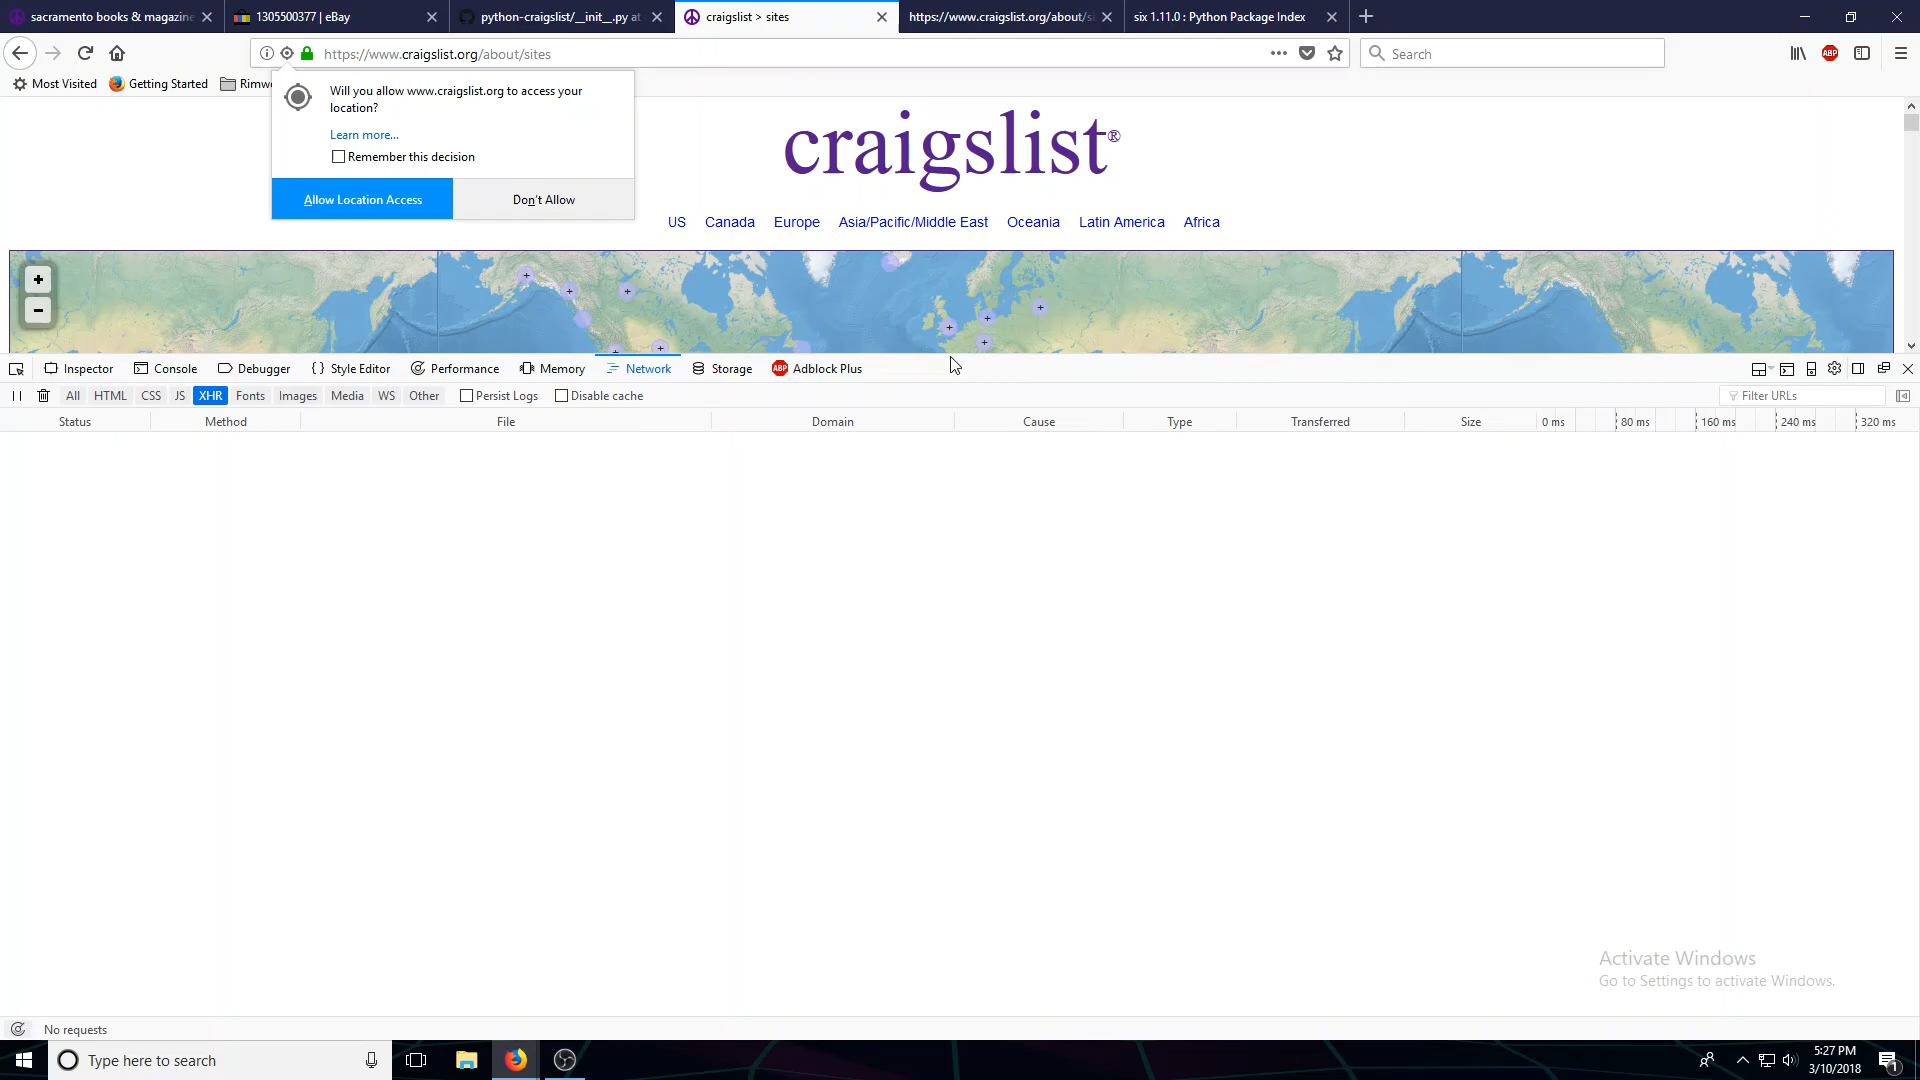 sacramento books & magazine
1305500377 | eBay
python-craigslist/__init__.py at
craigslist > sites
https://www.craigslist.org/about/si
six 1.11.0 : Python Package Index
https://www.craigslist.org/about/sites
Search
Most Visited
Getting Started
Rimw
ABP
Will you allow www.craigslist.org to access your
location?
Learn more...
Remember this decision
Allow Location Access
Don't Allow
craigslist®
US Canada Europe Asia/Pacific/Middle East Oceania Latin America Africa
+
−
Inspector Console Debugger Style Editor Performance Memory Network Storage ABP Adblock Plus
All HTML CSS JS XHR Fonts Images Media WS Other Persist Logs Disable cache Filter URLs
Status Method File Domain Cause Type Transferred Size 0 ms 80 ms 160 ms 240 ms 320 ms
Activate Windows
Go to Settings to activate Windows.
No requests
Type here to search
5:27 PM
3/10/2018
1